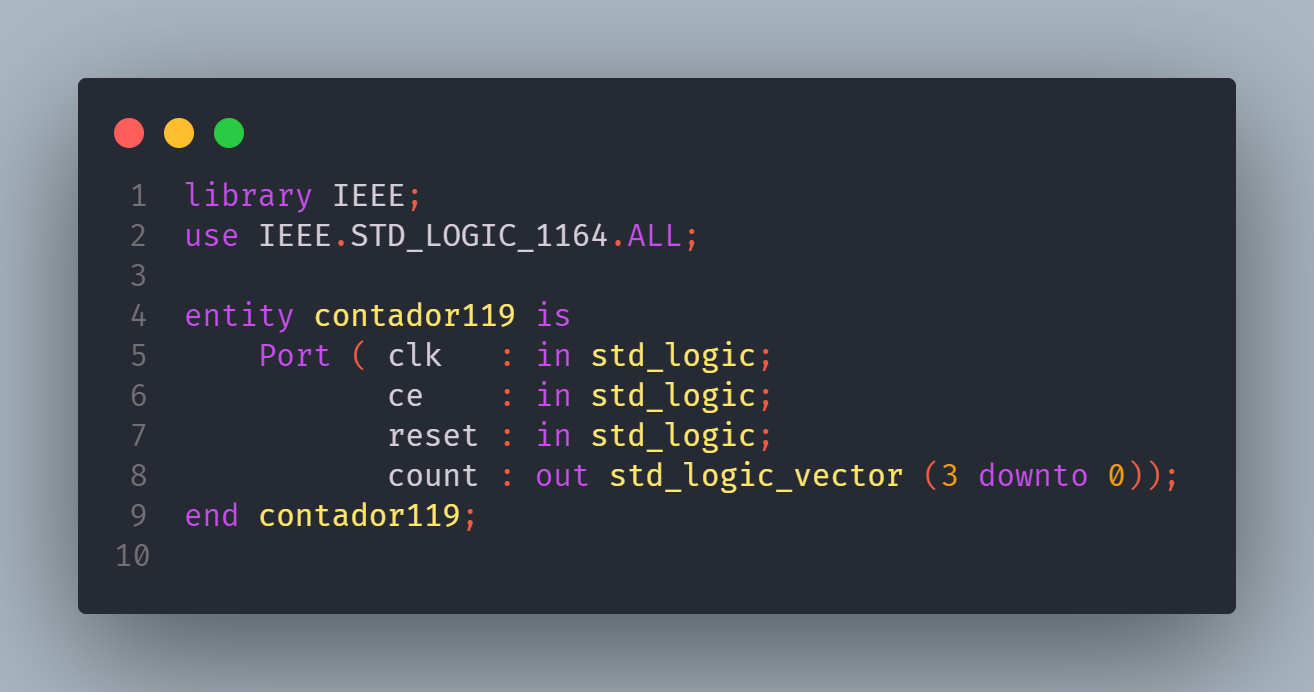 1 library IEEE;
2 use IEEE.STD_LOGIC_1164.ALL;
3
4 entity contador119 is
5     Port ( clk   : in std_logic;
6            ce    : in std_logic;
7            reset : in std_logic;
8            count : out std_logic_vector (3 downto 0));
9 end contador119;
10